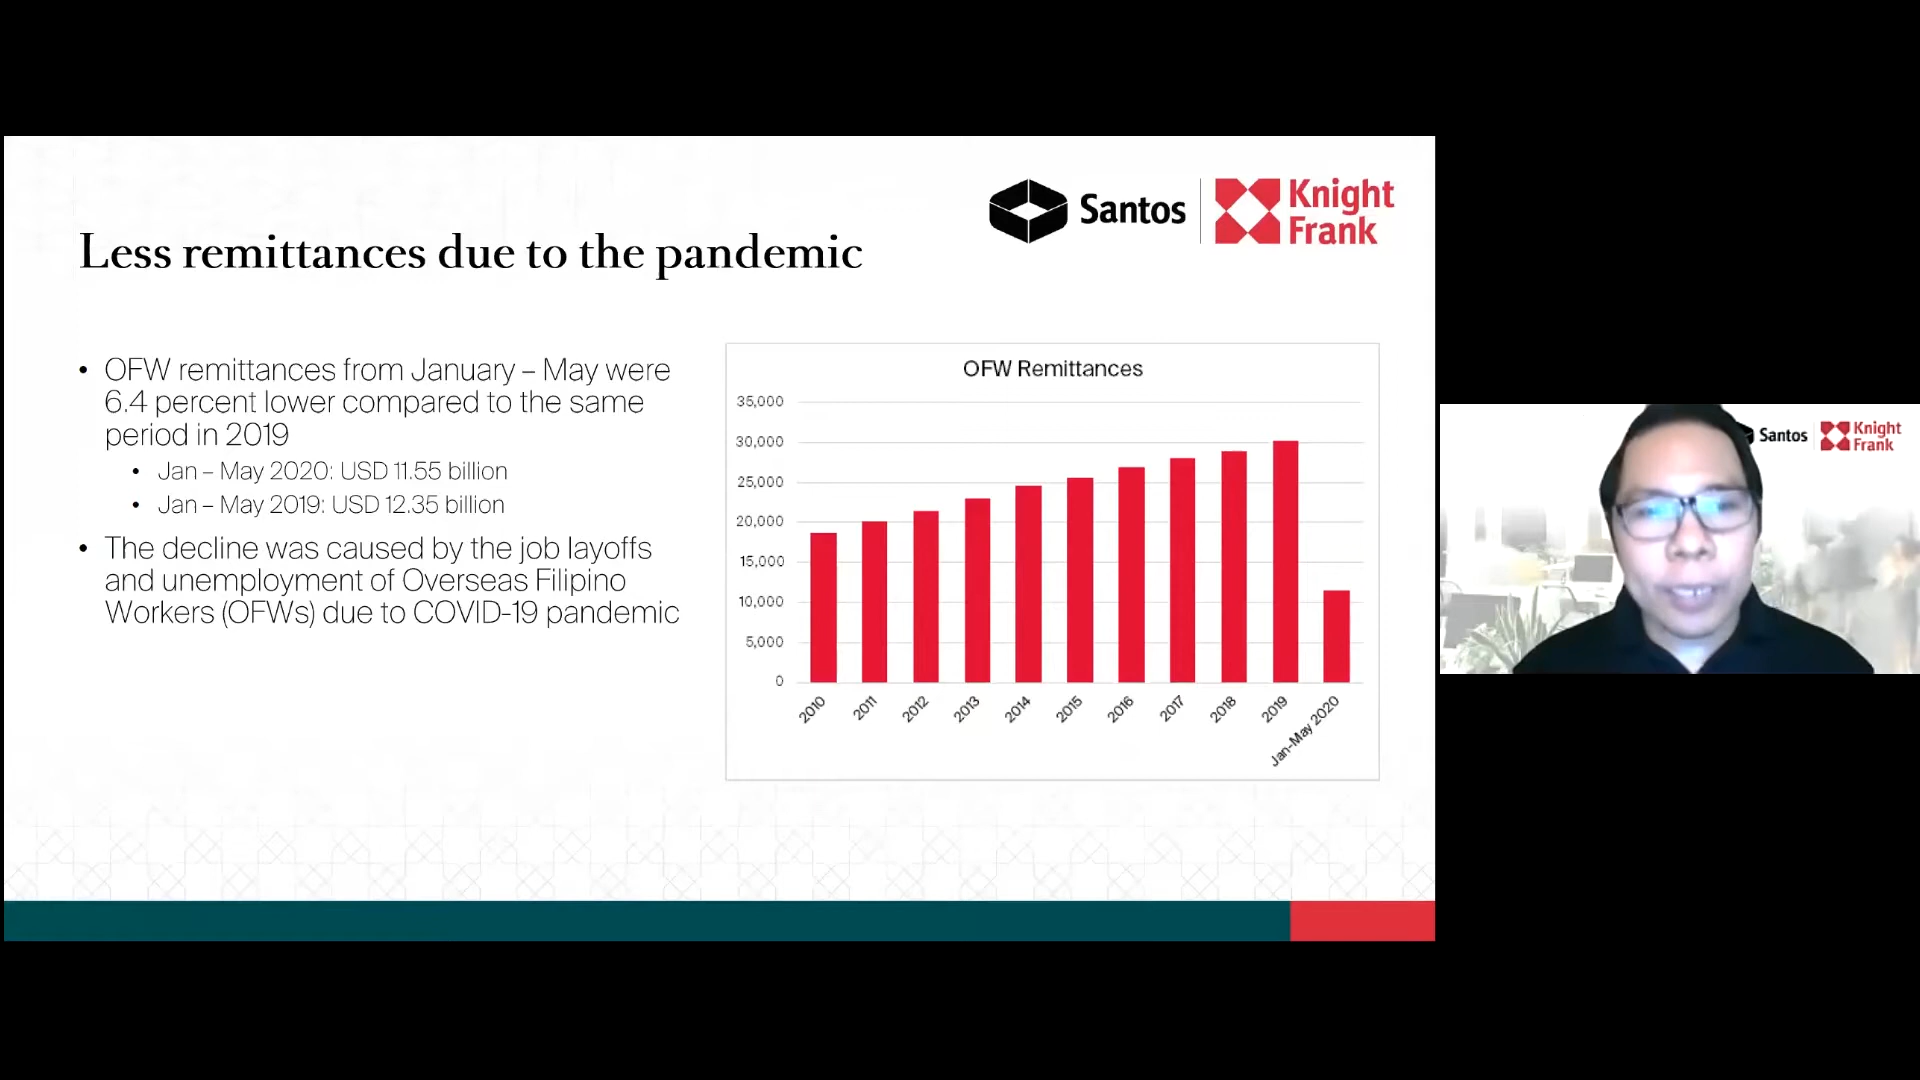 Santos
Knight
Frank
Less remittances due to the pandemic
• OFW remittances from January – May were
6.4 percent lower compared to the same
period in 2019
• Jan – May 2020: USD 11.55 billion
• Jan – May 2019: USD 12.35 billion
• The decline was caused by the job layoffs
and unemployment of Overseas Filipino
Workers (OFWs) due to COVID-19 pandemic
OFW Remittances
35,000
30,000
25,000
20,000
15,000
10,000
5,000
0
2010 2011 2012 2013 2014 2015 2016 2017 2018 2019 Jan-May 2020
Santos
Knight
Frank